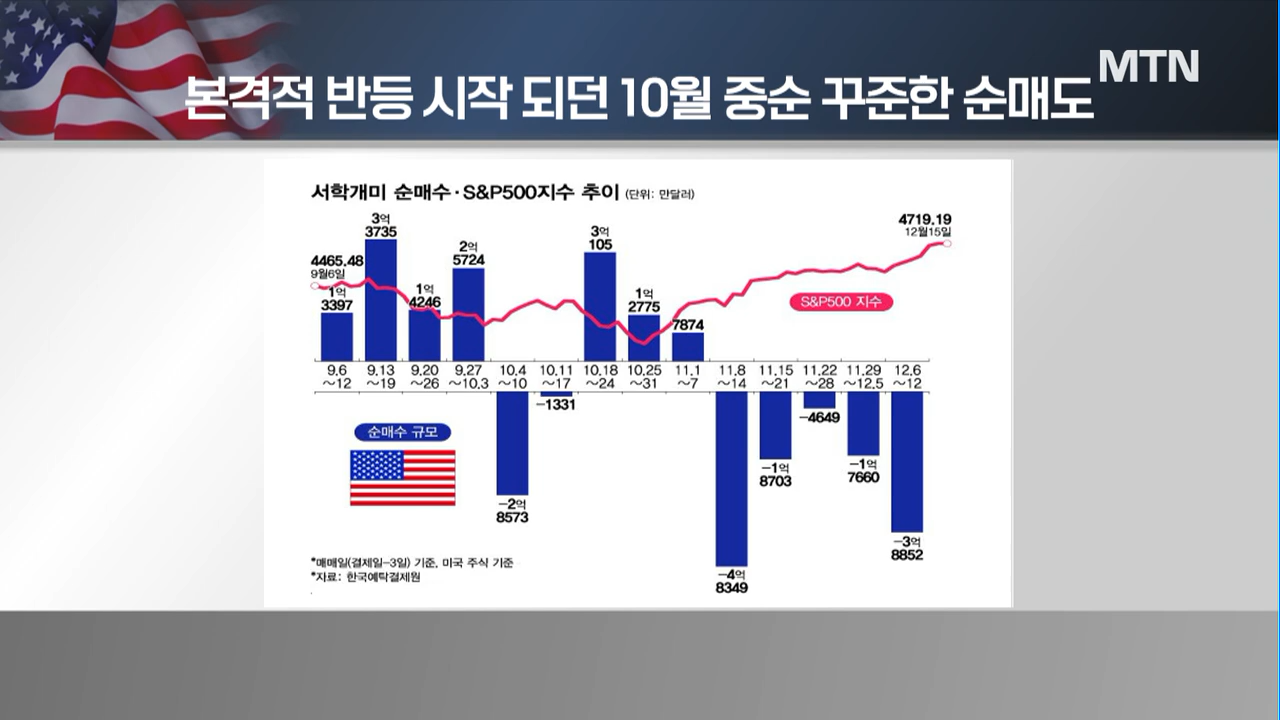 본격적 반등 시작 되던 10월 중순 꾸준한 순매도
MTN
서학개미 순매수·S&P500지수 추이 (단위: 만달러)
4465.48
9월6일
1억
3397
3억
3735
1억
4246
2억
5724
3억
105
1억
2775
7874
4719.19
12월15일
S&P500 지수
9.6
~12
9.13
~19
9.20
~26
9.27
~10.3
10.4
~10
10.11
~17
10.18
~24
10.25
~31
11.1
~7
11.8
~14
11.15
~21
11.22
~28
11.29
~12.5
12.6
~12
순매수 규모
-2억
8573
-1331
-4억
8349
-1억
8703
-4649
-1억
7660
-3억
8852
*매매일(결제일-3일) 기준, 미국 주식 기준
*자료: 한국예탁결제원